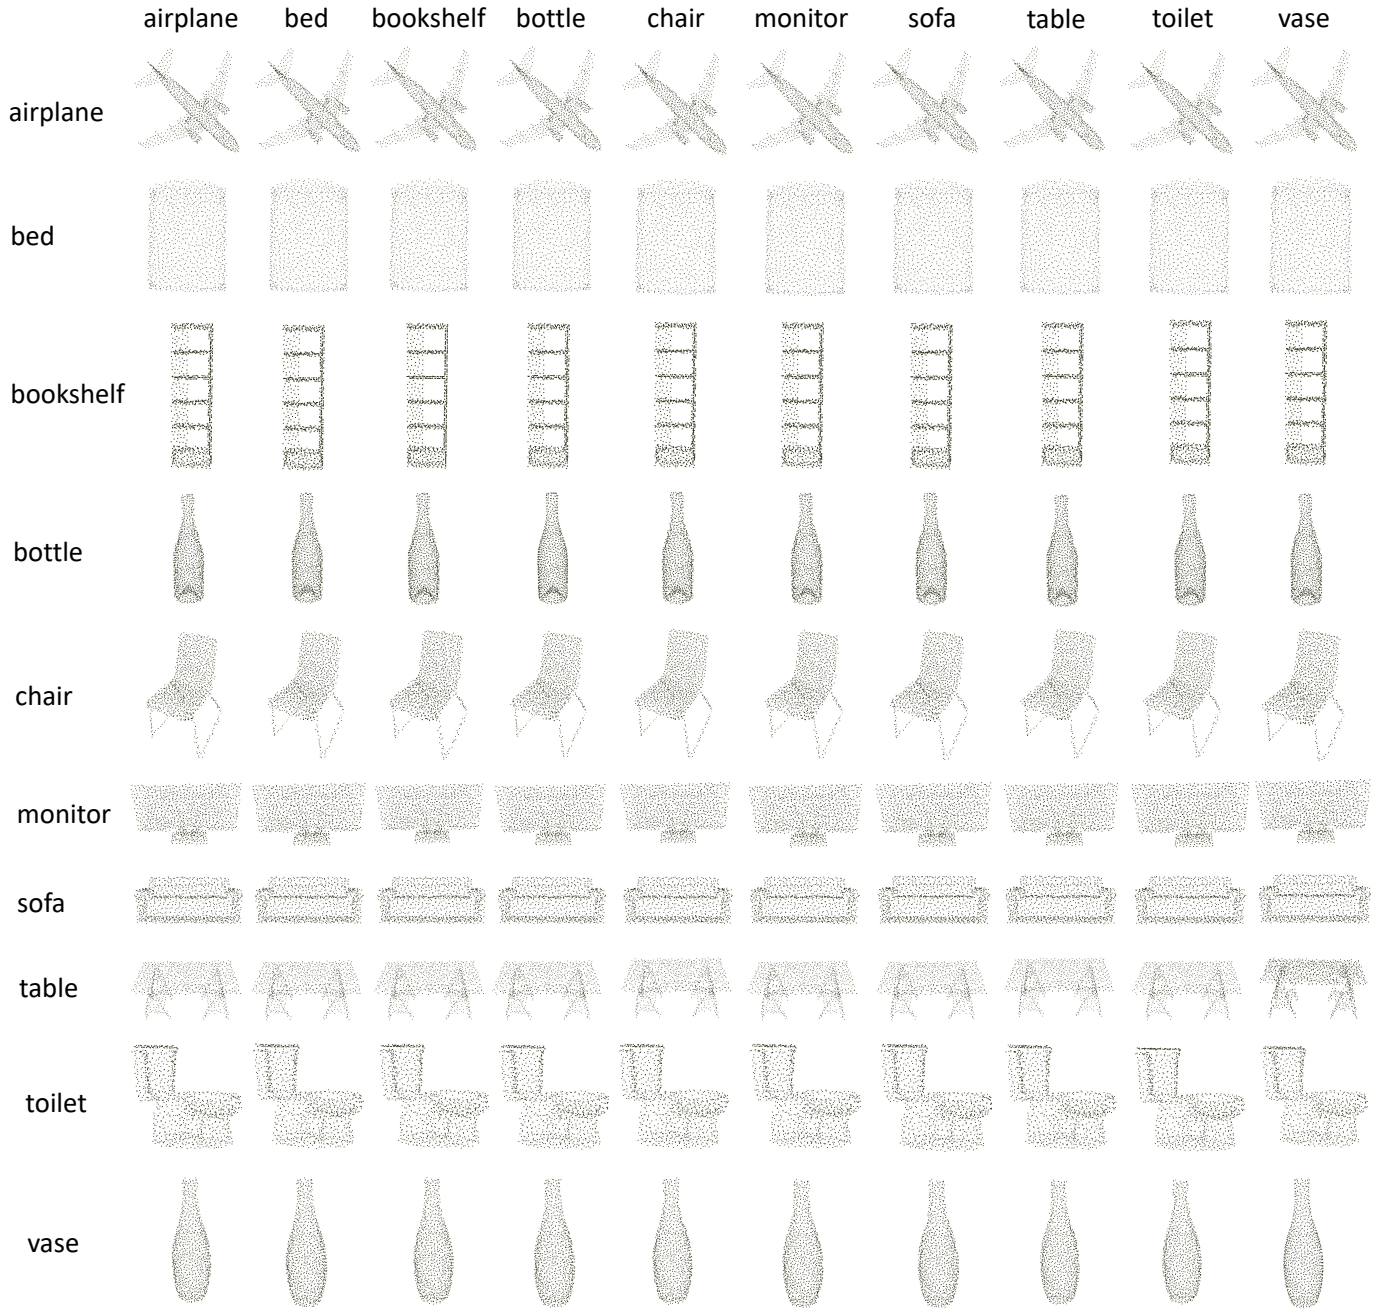 airplane bed bookshelf bottle chair monitor sofa table toilet vase
airplane
bed
bookshelf
bottle
chair
monitor
sofa
table
toilet
vase